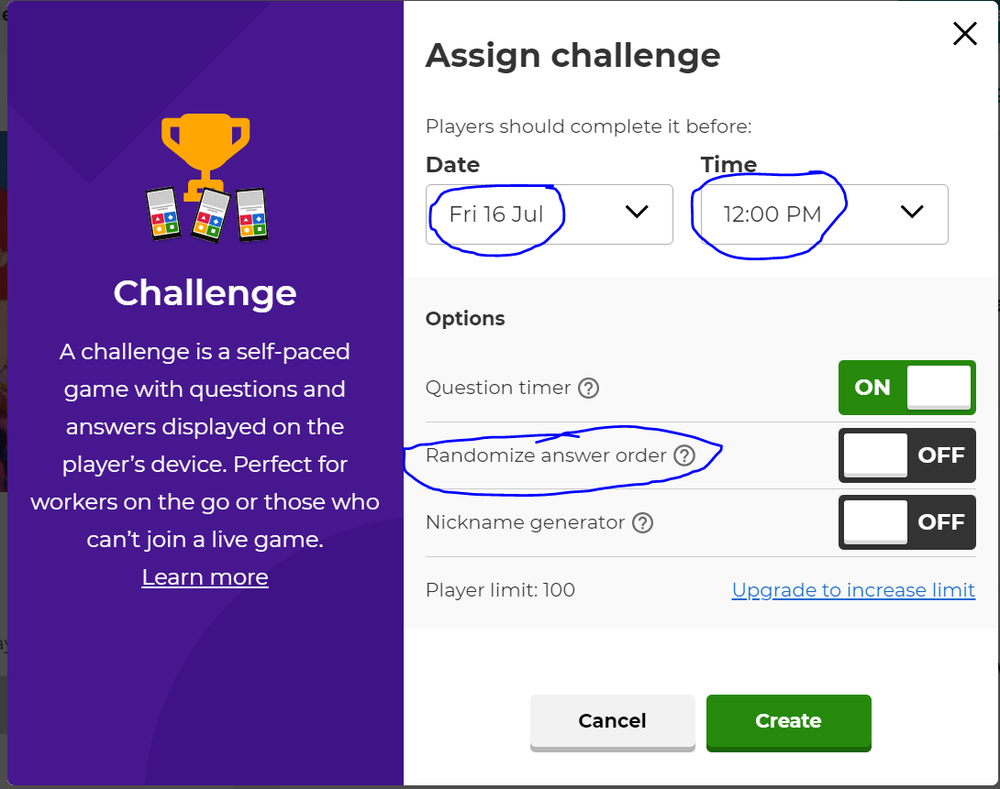 Challenge
A challenge is a self-paced
game with questions and
answers displayed on the
player's device. Perfect for
workers on the go or those who
can't join a live game.
Learn more
Assign challenge
Players should complete it before:
Date Time
Fri 16 Jul 12:00 PM
Options
Question timer ? ON
Randomize answer order ? OFF
Nickname generator ? OFF
Player limit: 100 Upgrade to increase limit
Cancel Create